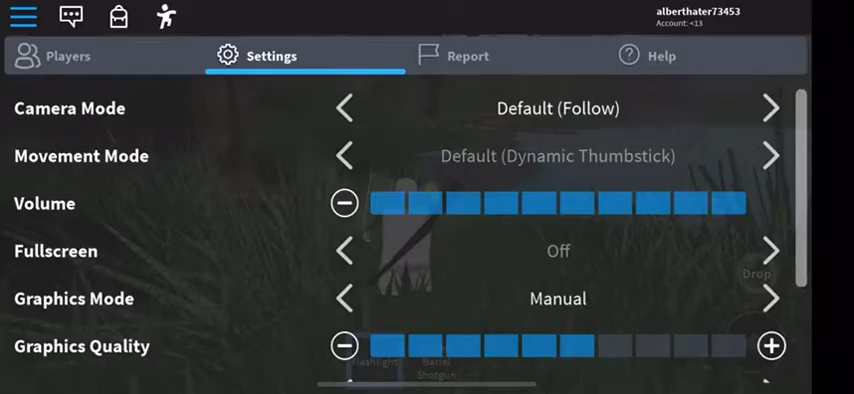 alberthater73453
Account: <13
Players
Settings
Report
Help
Camera Mode
Default (Follow)
Movement Mode
Default (Dynamic Thumbstick)
Volume
Fullscreen
Off
Drop
Graphics Mode
Manual
Graphics Quality
Flashlight
Barrel
Shotgun